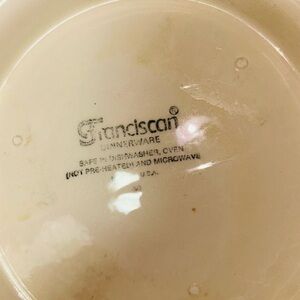 Franciscan®
DINNERWARE
SAFE IN DISHWASHER, OVEN
(NOT PRE-HEATED) AND MICROWAVE
U.S.A.